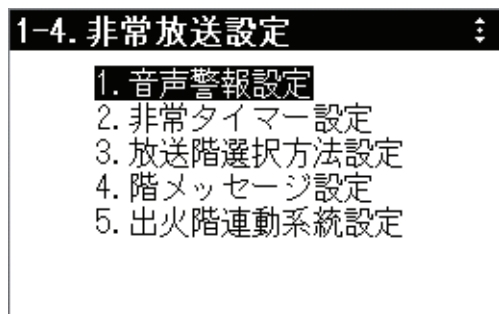 1-4.非常放送設定
1.音声警報設定
2.非常タイマー設定
3.放送階選択方法設定
4.階メッセージ設定
5.出火階連動系統設定